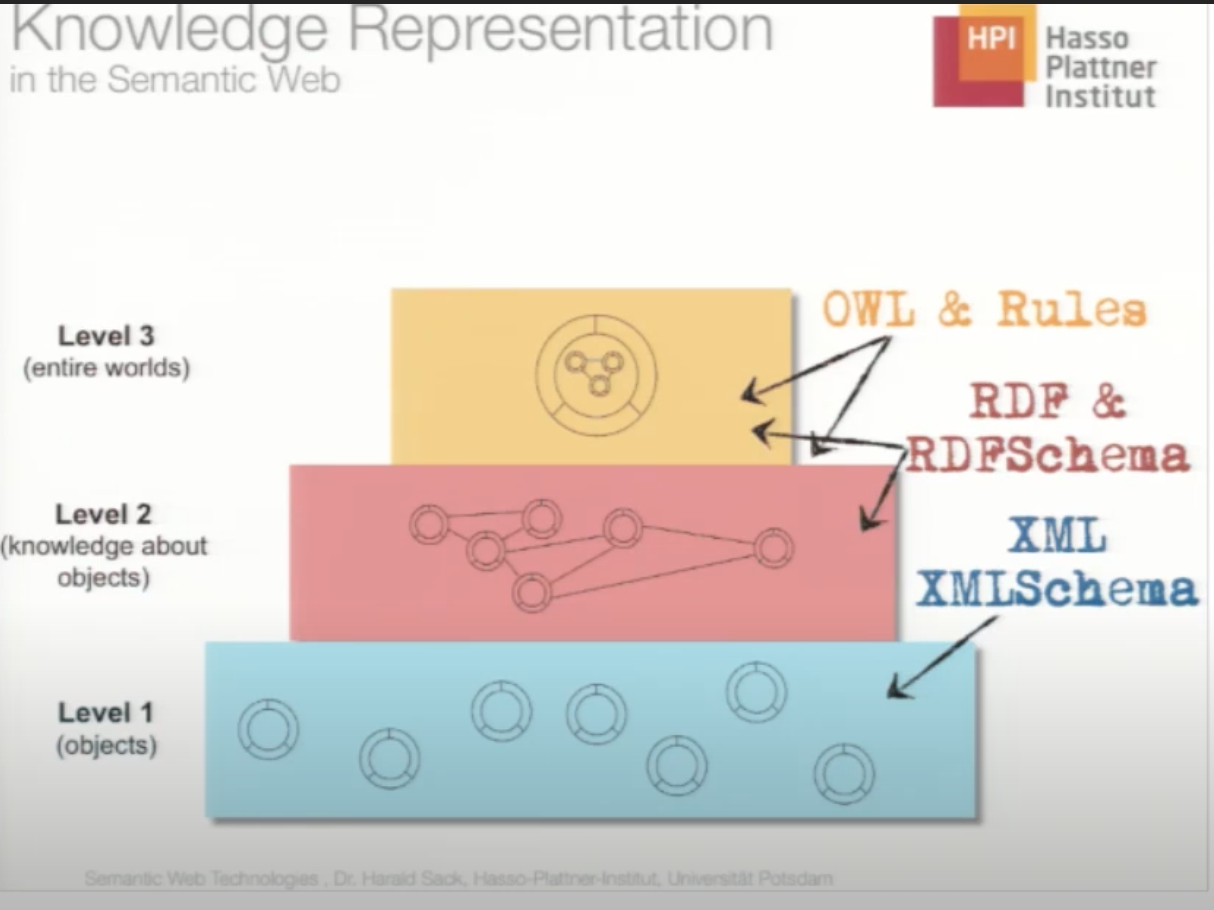 Knowledge Representation
in the Semantic Web
HPI
Hasso
Plattner
Institut
Level 3
(entire worlds)
OWL & Rules
RDF &
RDFSchema
Level 2
(knowledge about
objects)
XML
XMLSchema
Level 1
(objects)
Semantic Web Technologies , Dr. Harald Sack, Hasso-Plattner-Institut, Universität Potsdam